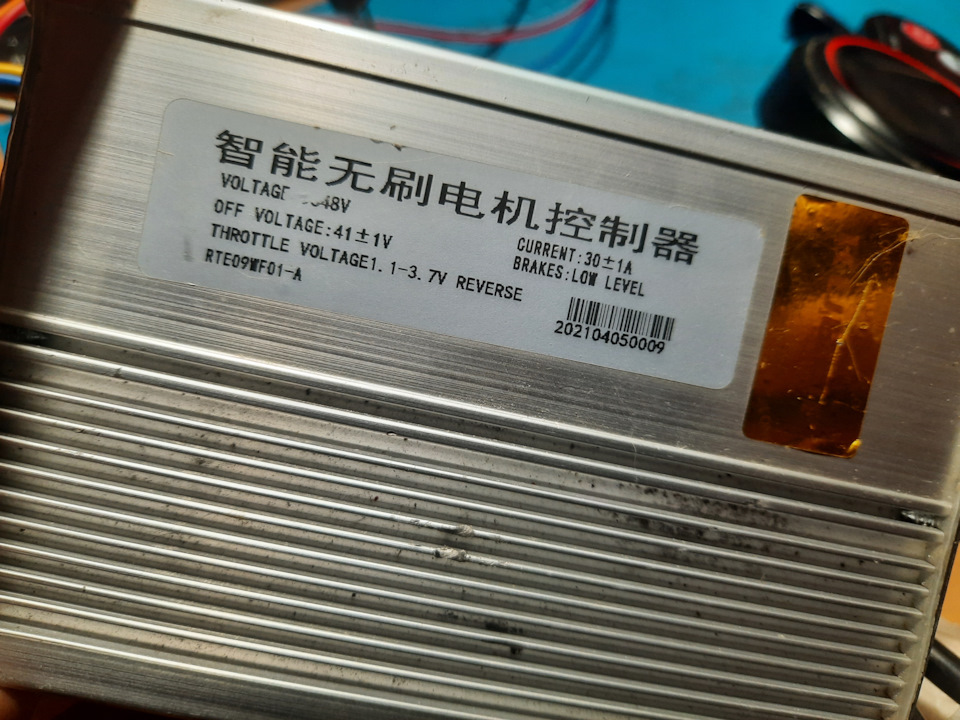 智能无刷电机控制器
VOLTAGE 48V
OFF VOLTAGE:41±1V
CURRENT:30±1A
THROTTLE VOLTAGE1.1-3.7V REVERSE
BRAKES:LOW LEVEL
RTE09WF01-A
202104050009